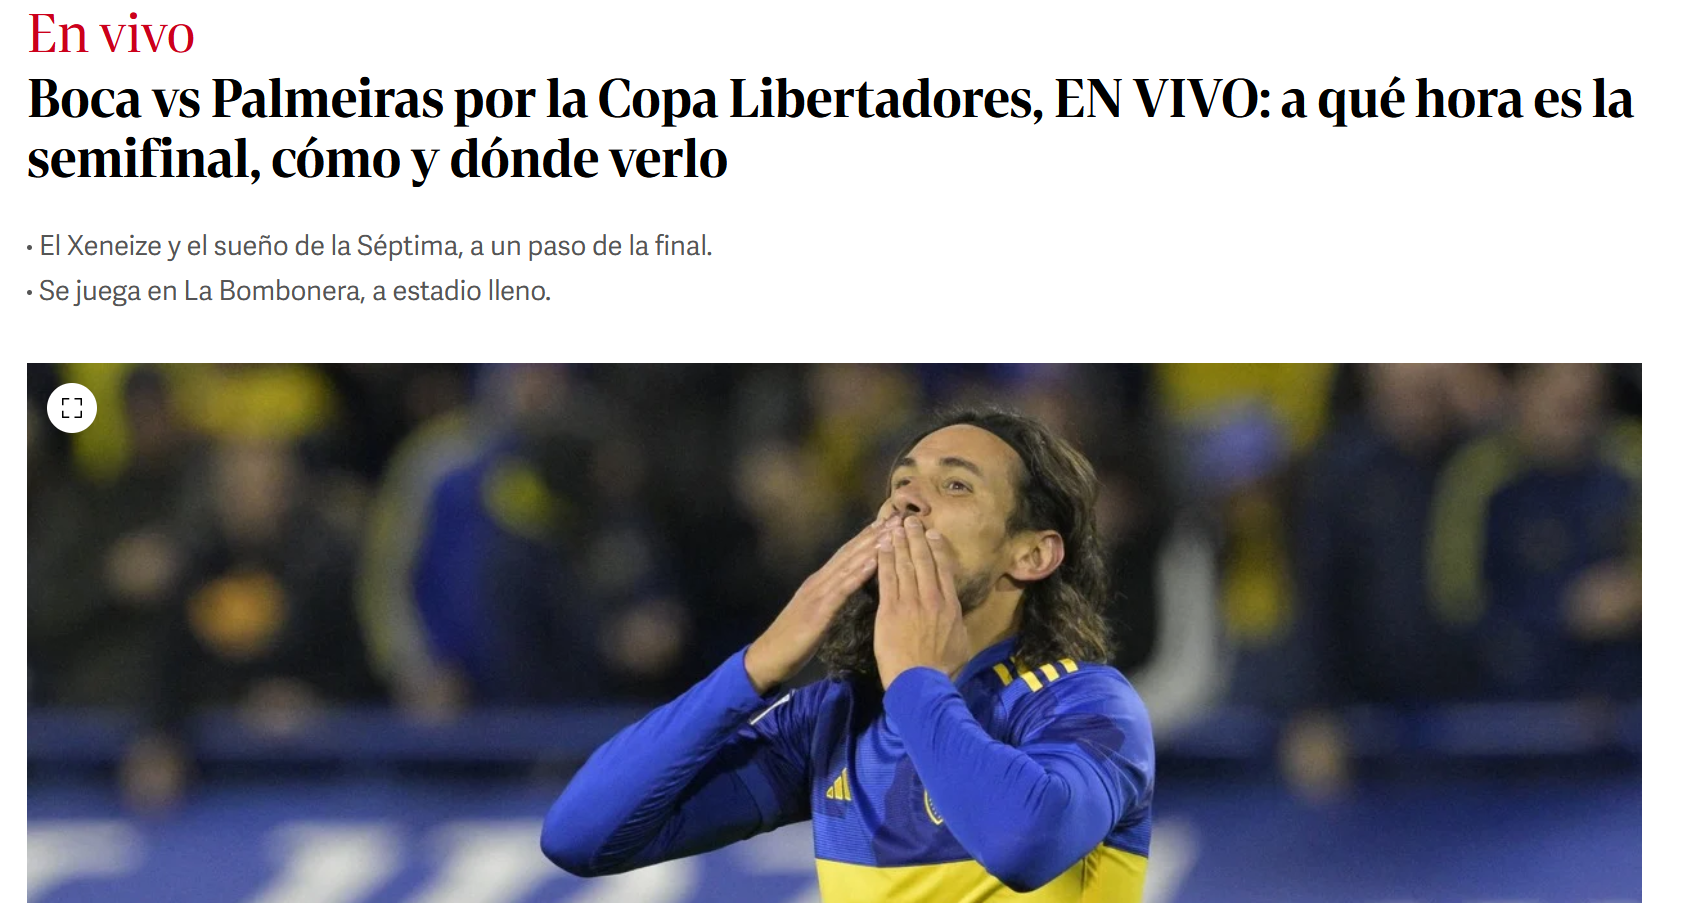 En vivo
Boca vs Palmeiras por la Copa Libertadores, EN VIVO: a qué hora es la
semifinal, cómo y dónde verlo
• El Xeneize y el sueño de la Séptima, a un paso de la final.
• Se juega en La Bombonera, a estadio lleno.